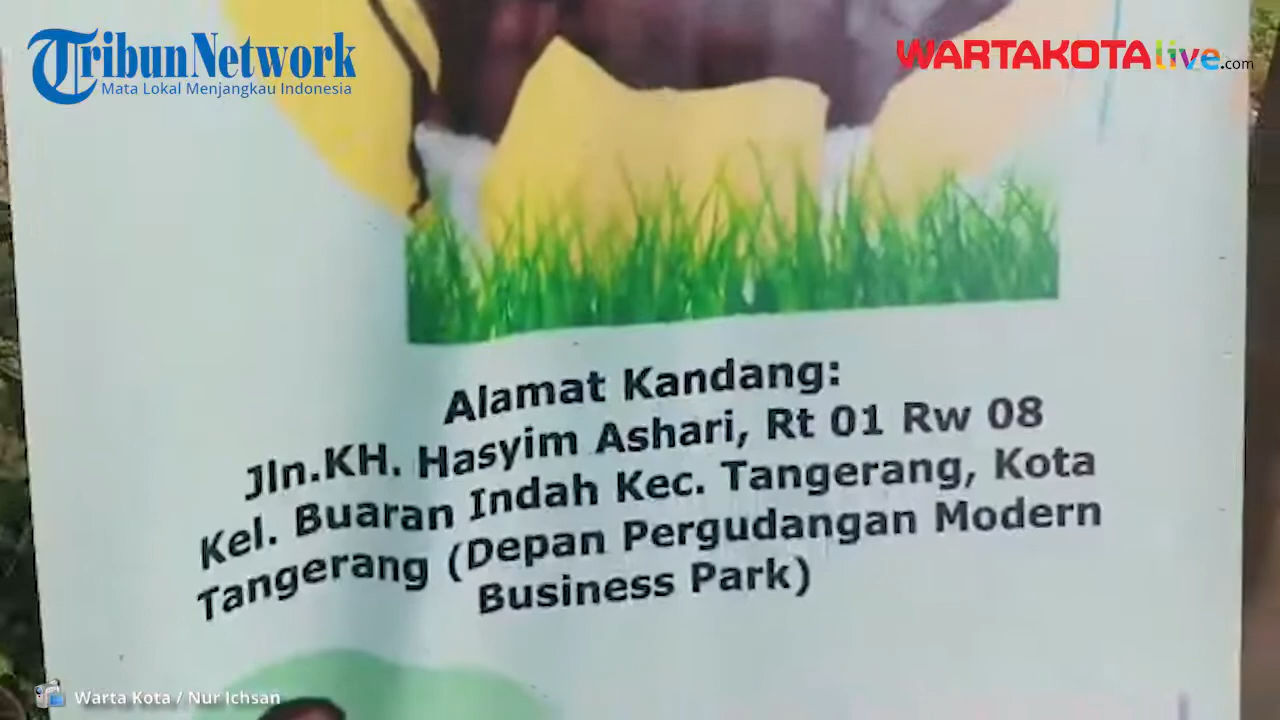 TribunNetwork
Mata Lokal Menjangkau Indonesia
WARTAKOTAlive.com
Alamat Kandang:
Jln.KH. Hasyim Ashari, Rt 01 Rw 08
Kel. Buaran Indah Kec. Tangerang, Kota
Tangerang (Depan Pergudangan Modern
Business Park)
Warta Kota / Nur Ichsan